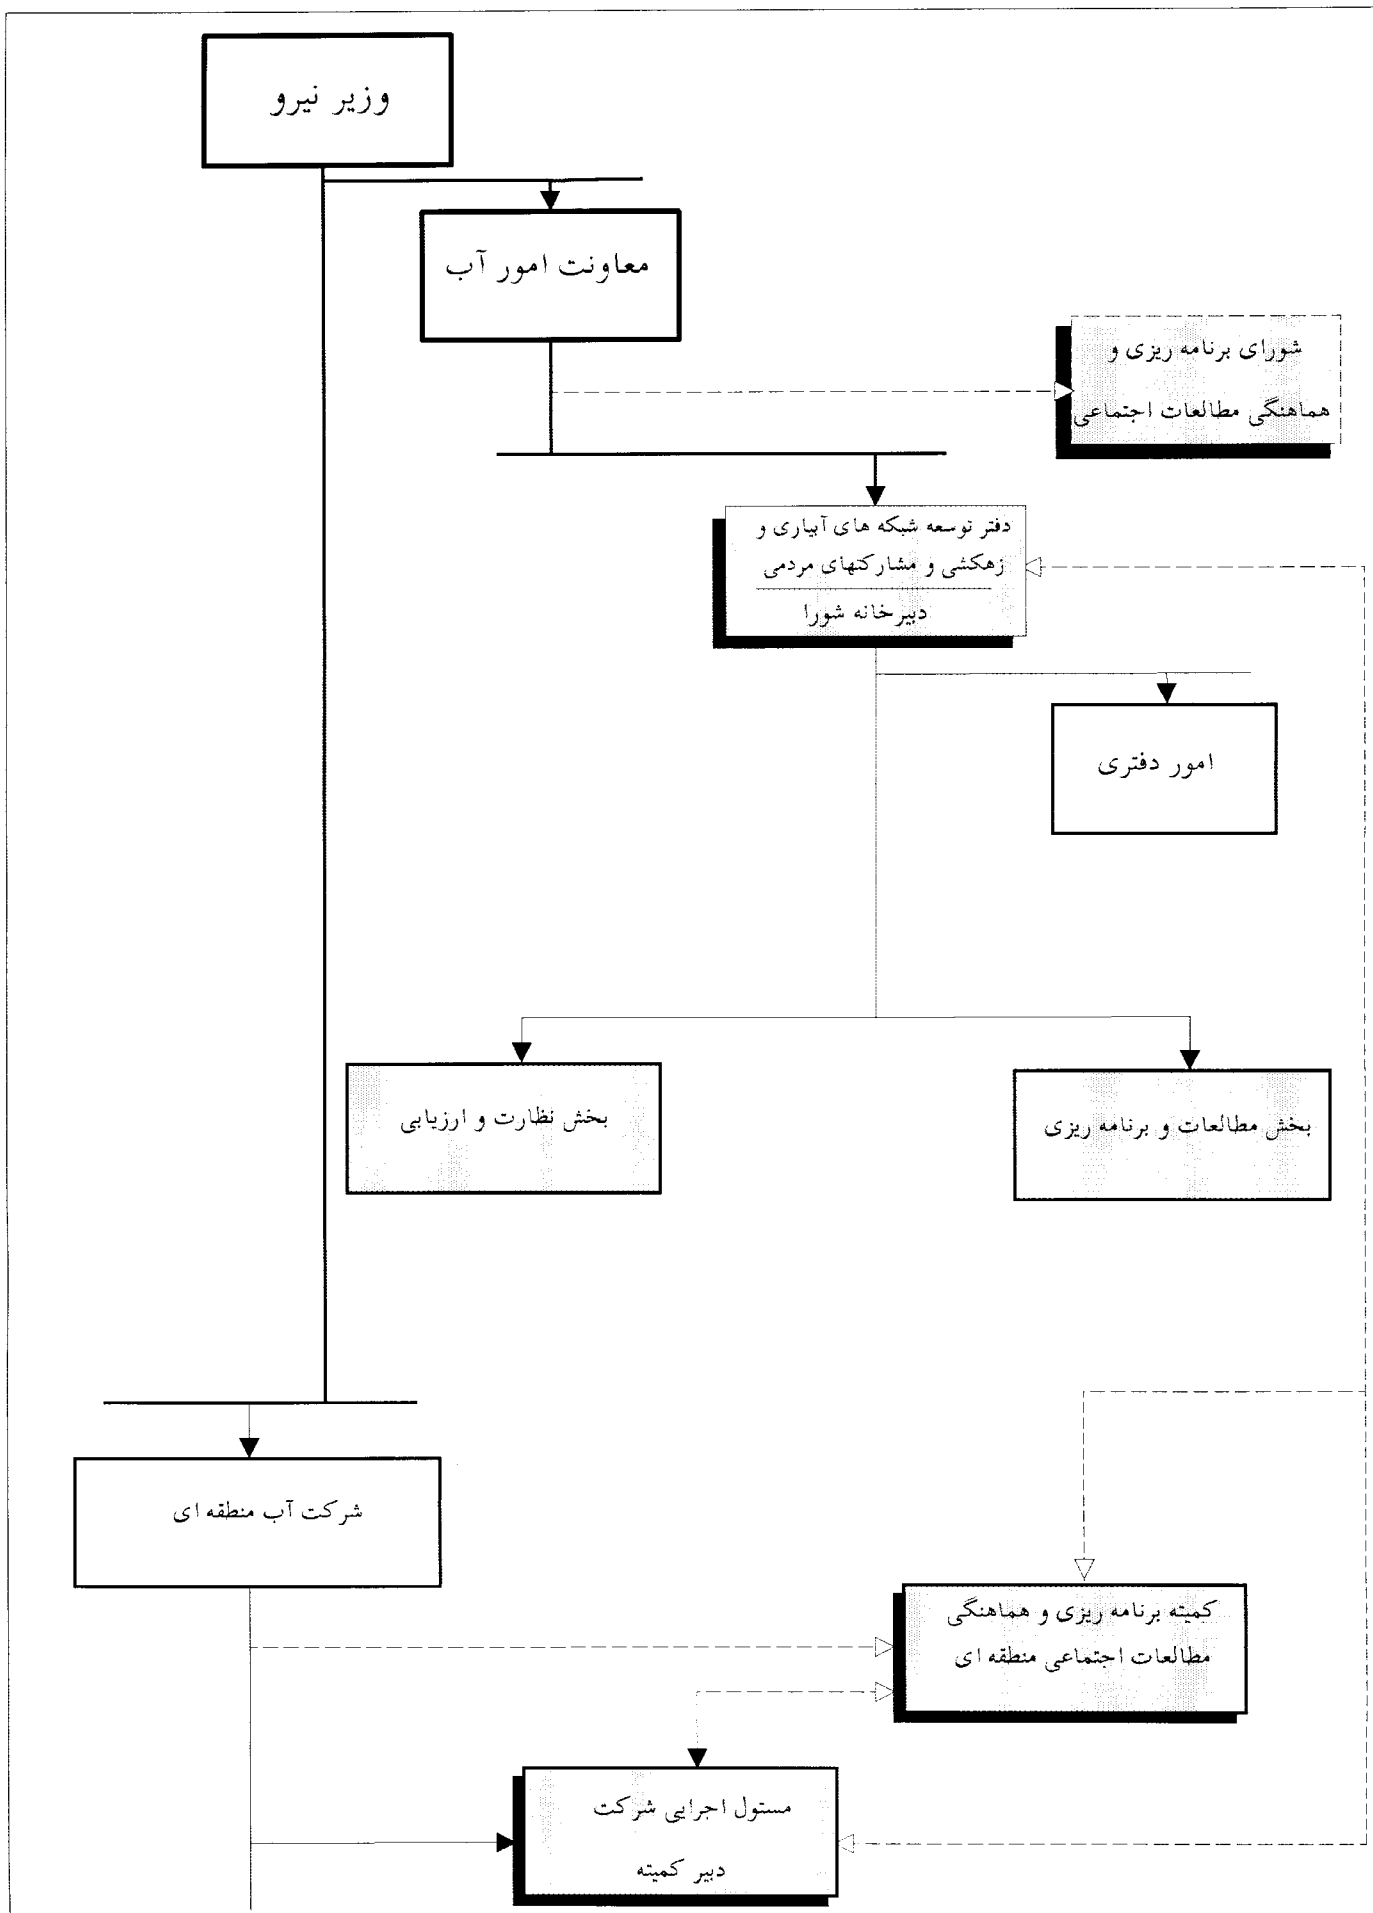 وزیر نیرو
معاونت امور آب
شورای برنامه ریزی و
هماهنگی مطالعات اجتماعی
دفتر توسعه شبکه های آبیاری و
زهکشی و مشارکتهای مردمی
دبیرخانه شورا
امور دفتری
بخش مطالعات و برنامه ریزی
بخش نظارت و ارزیابی
شرکت آب منطقه ای
کمیته برنامه ریزی و هماهنگی
مطالعات اجتماعی منطقه ای
مسئول اجرایی شرکت
دبیر کمیته